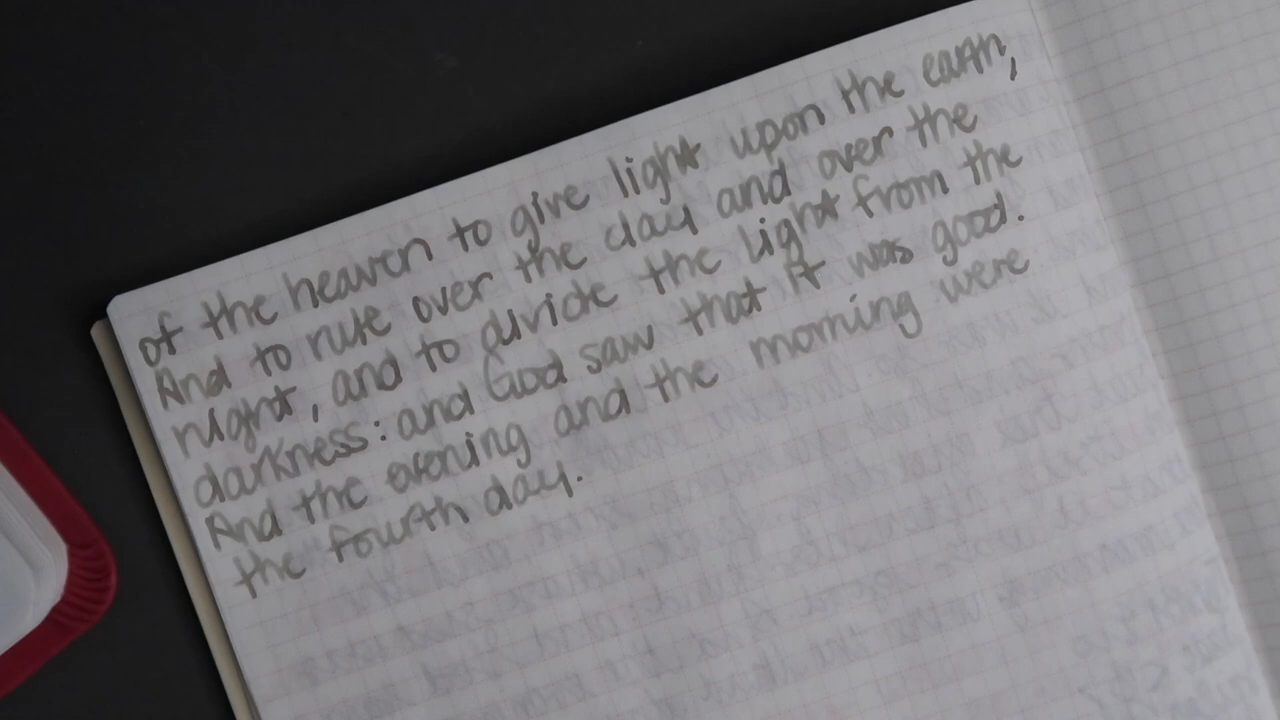 of the heaven to give light upon the earth,
And to rule over the day and over the
night, and to divide the light from the
darkness: and God saw that it was good.
And the evening and the morning were
the fourth day.